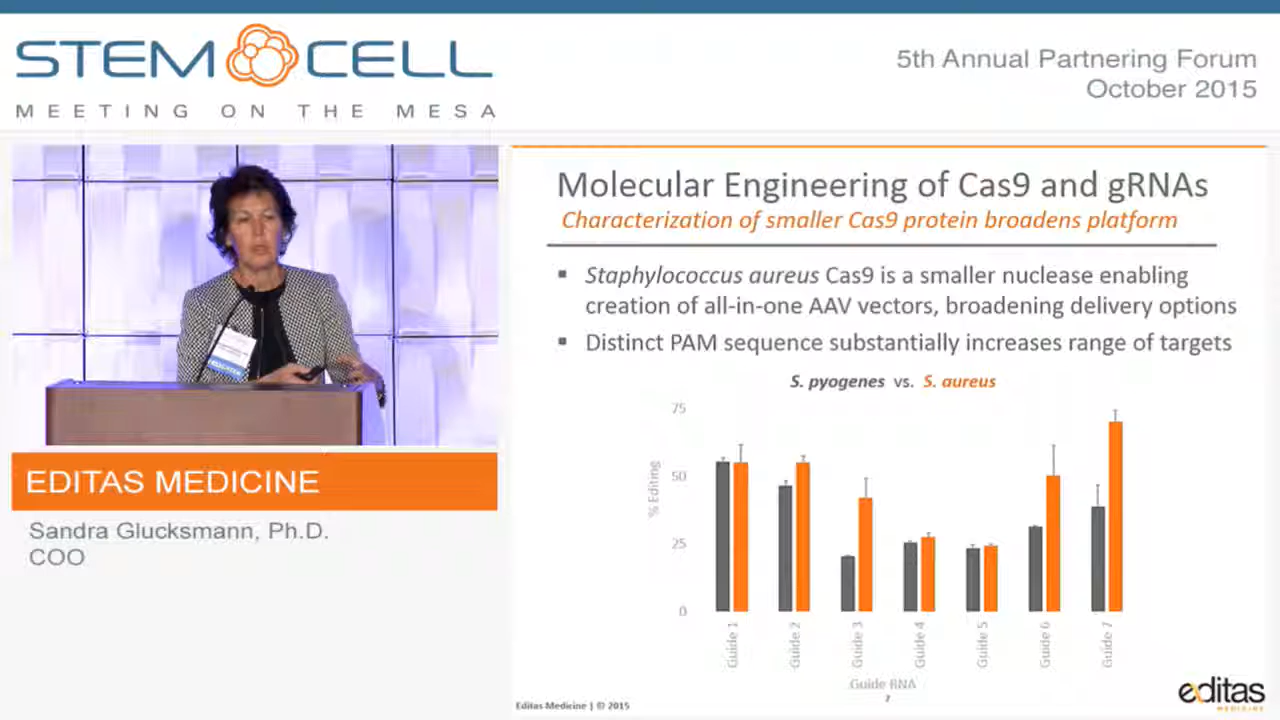 STEM CELL
MEETING ON THE MESA
5th Annual Partnering Forum
October 2015
EDITAS MEDICINE
Sandra Glucksmann, Ph.D.
COO
Molecular Engineering of Cas9 and gRNAs
Characterization of smaller Cas9 protein broadens platform
▪ Staphylococcus aureus Cas9 is a smaller nuclease enabling
creation of all-in-one AAV vectors, broadening delivery options
▪ Distinct PAM sequence substantially increases range of targets
S. pyogenes vs. S. aureus
75
50
25
0
% Editing
Guide 1
Guide 2
Guide 3
Guide 4
Guide 5
Guide 6
Guide 7
Guide RNA
7
Editas Medicine | © 2015
editas
MEDICINE